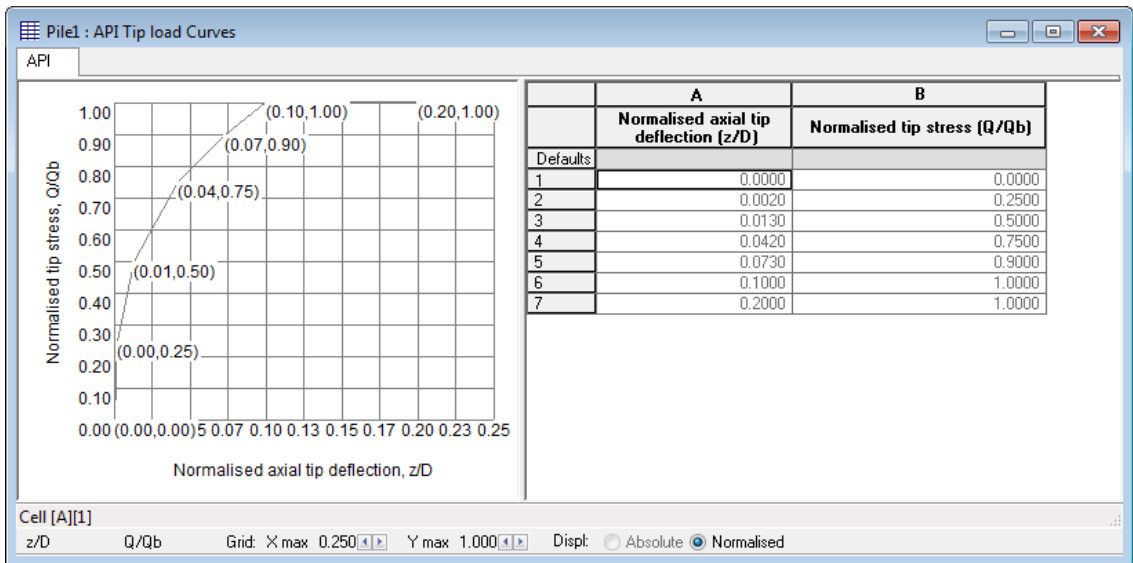 Pile1 : API Tip load Curves
API
1.00
0.90
0.80
0.70
0.60
0.50
0.40
0.30
0.20
0.10
0.00
Normalised tip stress, Q/Qb
(0.10,1.00) (0.20,1.00)
(0.07,0.90)
(0.04,0.75)
(0.01,0.50)
(0.00,0.25)
(0.00,0.00)5 0.07 0.10 0.13 0.15 0.17 0.20 0.23 0.25
Normalised axial tip deflection, z/D
A B
Normalised axial tip
deflection (z/D)
Normalised tip stress (Q/Qb)
Defaults
1 0.0000 0.0000
2 0.0020 0.2500
3 0.0130 0.5000
4 0.0420 0.7500
5 0.0730 0.9000
6 0.1000 1.0000
7 0.2000 1.0000
Cell [A][1]
z/D Q/Qb Grid: X max 0.250 Y max 1.000 Displ: Absolute Normalised